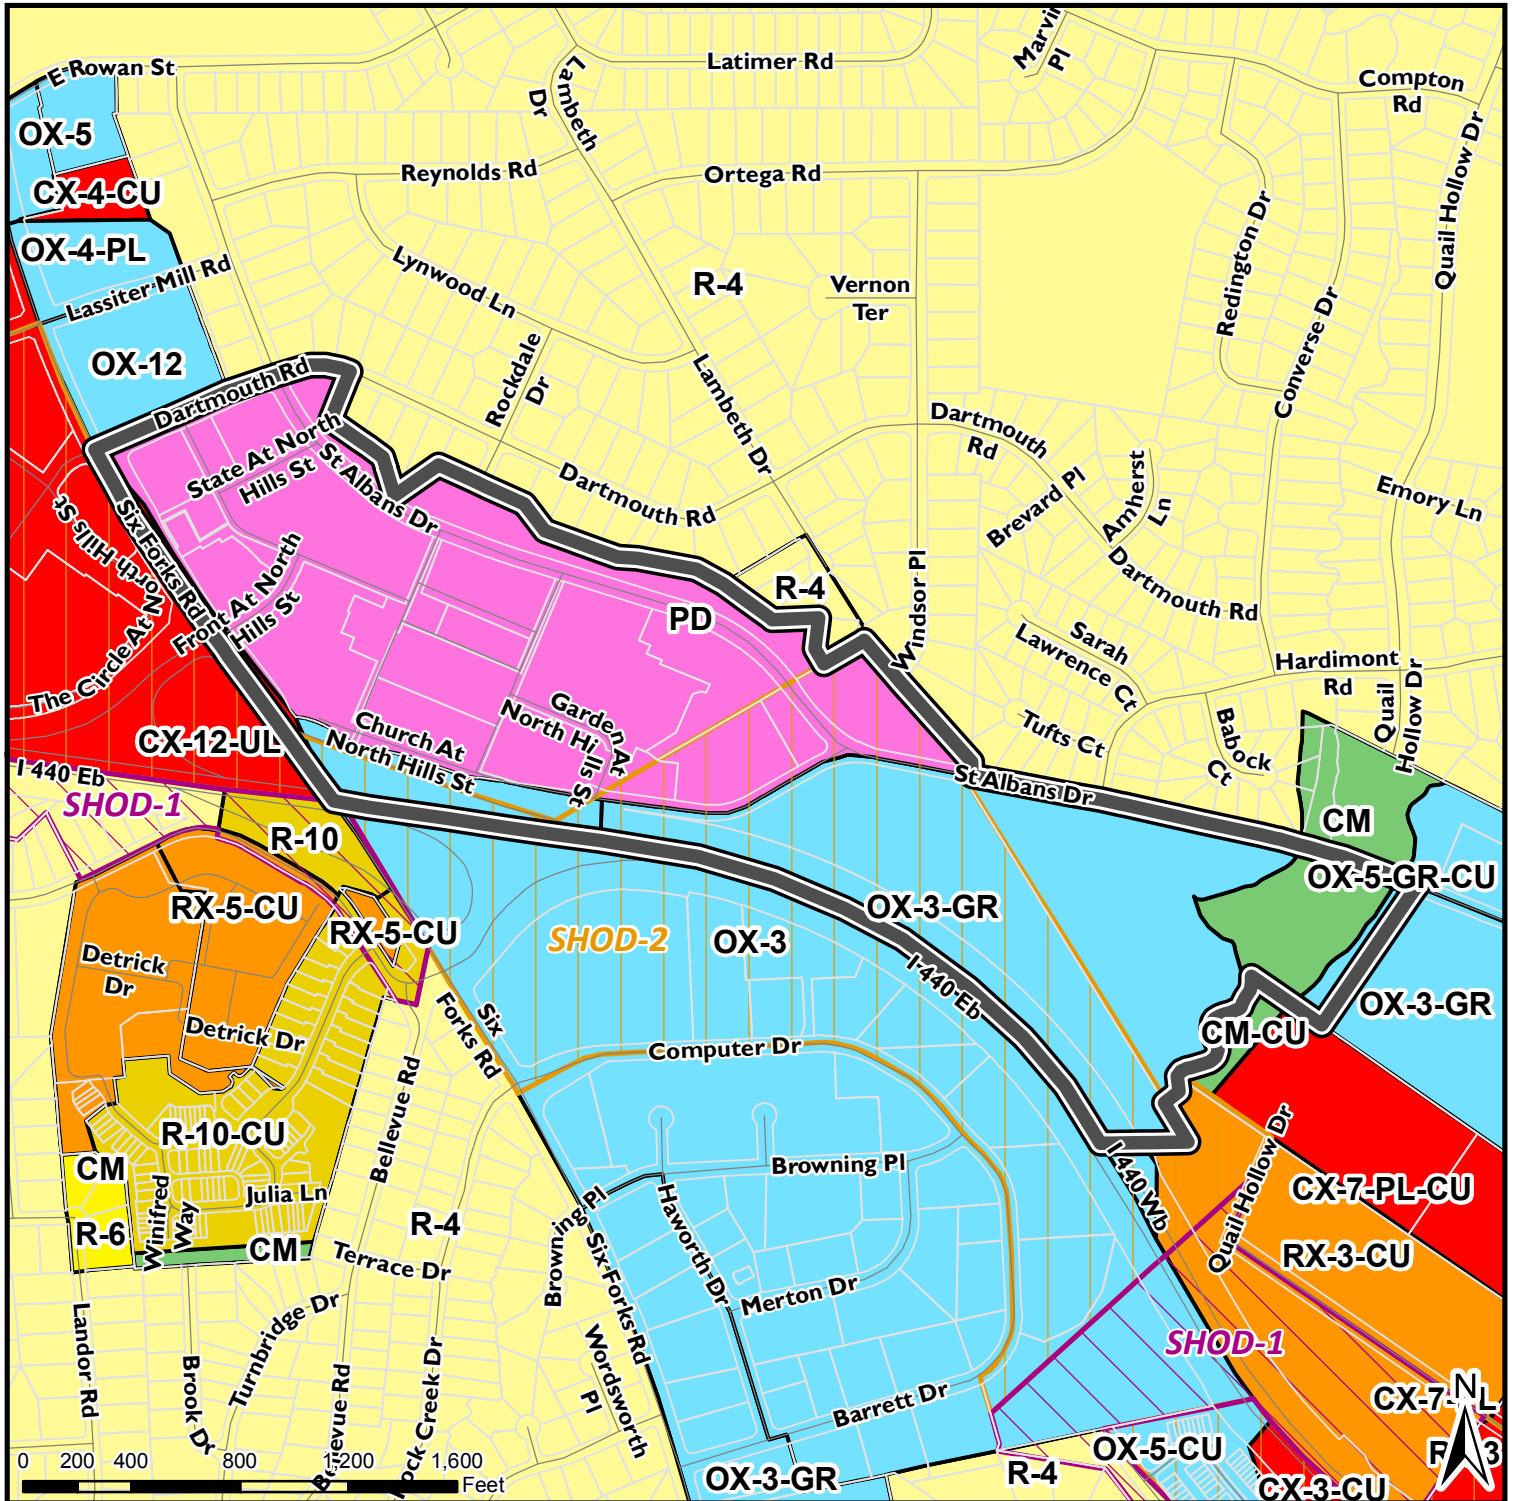 E Rowan St
Latimer Rd
Marvin
Pl
Compton
Rd
Lambeth
Dr
OX-5
CX-4-CU
Reynolds Rd
Ortega Rd
Quail Hollow Dr
OX-4-PL
Lassiter Mill Rd
Lynwood Ln
R-4
Vernon
Ter
Redington Dr
Converse Dr
OX-12
Dartmouth Rd
Rockdale
Dr
Lambeth Dr
State At North
Hills St
St Albans Dr
Dartmouth Rd
Dartmouth
Rd
Brevard Pl
Amherst
Ln
Emory Ln
North Hills St
Six Forks Rd
Front At North
Hills St
The Circle At
R-4
PD
Windsor Pl
Dartmouth Rd
Sarah
Lawrence Ct
Hardimont
Rd
Quail
Hollow Dr
Tufts Ct
Babock
Ct
Garden At
North Hills St
Church At
North Hills St
CX-12-UL
I 440 Eb
SHOD-1
St Albans Dr
CM
R-10
OX-5-GR-CU
RX-5-CU
RX-5-CU
SHOD-2
OX-3
OX-3-GR
I 440 Eb
Detrick
Dr
Detrick Dr
Six
Forks Rd
OX-3-GR
CM-CU
Computer Dr
Bellevue Rd
R-10-CU
CM
Julia Ln
Winifred
Way
R-6
CM
R-4
Terrace Dr
Browning Pl
Browning Pl
Haworth Dr
Six Forks Rd
Merton Dr
I 440 Wb
Quail Hollow Dr
CX-7-PL-CU
RX-3-CU
SHOD-1
Landor Rd
Brook Dr
Turnbridge Dr
Wordsworth
Pl
Barrett Dr
N
OX-5-CU
R-4
OX-3-GR
CX-3-CU
0 200 400 800 1,200 1,600
Feet